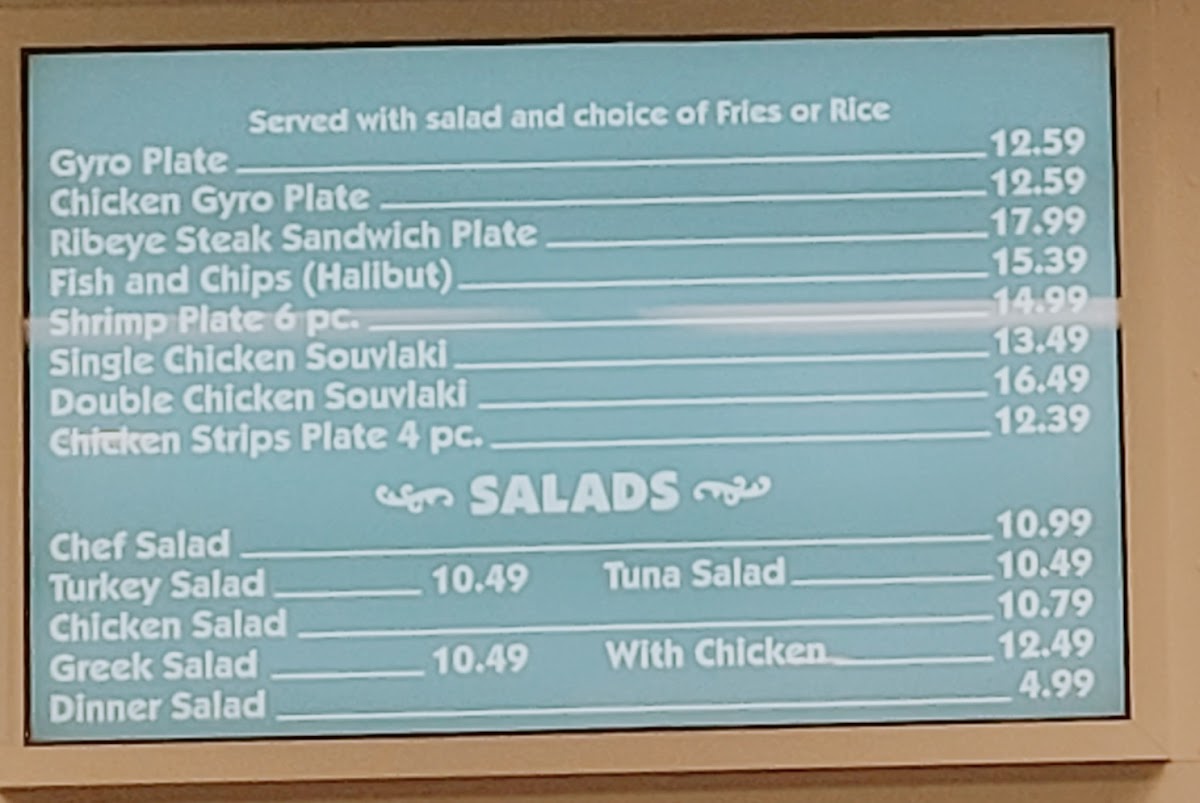 Served with salad and choice of Fries or Rice
Gyro Plate 12.59
Chicken Gyro Plate 12.59
Ribeye Steak Sandwich Plate 17.99
Fish and Chips (Halibut) 15.39
Shrimp Plate 6 pc. 14.99
Single Chicken Souvlaki 13.49
Double Chicken Souvlaki 16.49
Chicken Strips Plate 4 pc. 12.39
SALADS
Chef Salad 10.99
Turkey Salad 10.49 Tuna Salad 10.49
Chicken Salad 10.79
Greek Salad 10.49 With Chicken 12.49
Dinner Salad 4.99